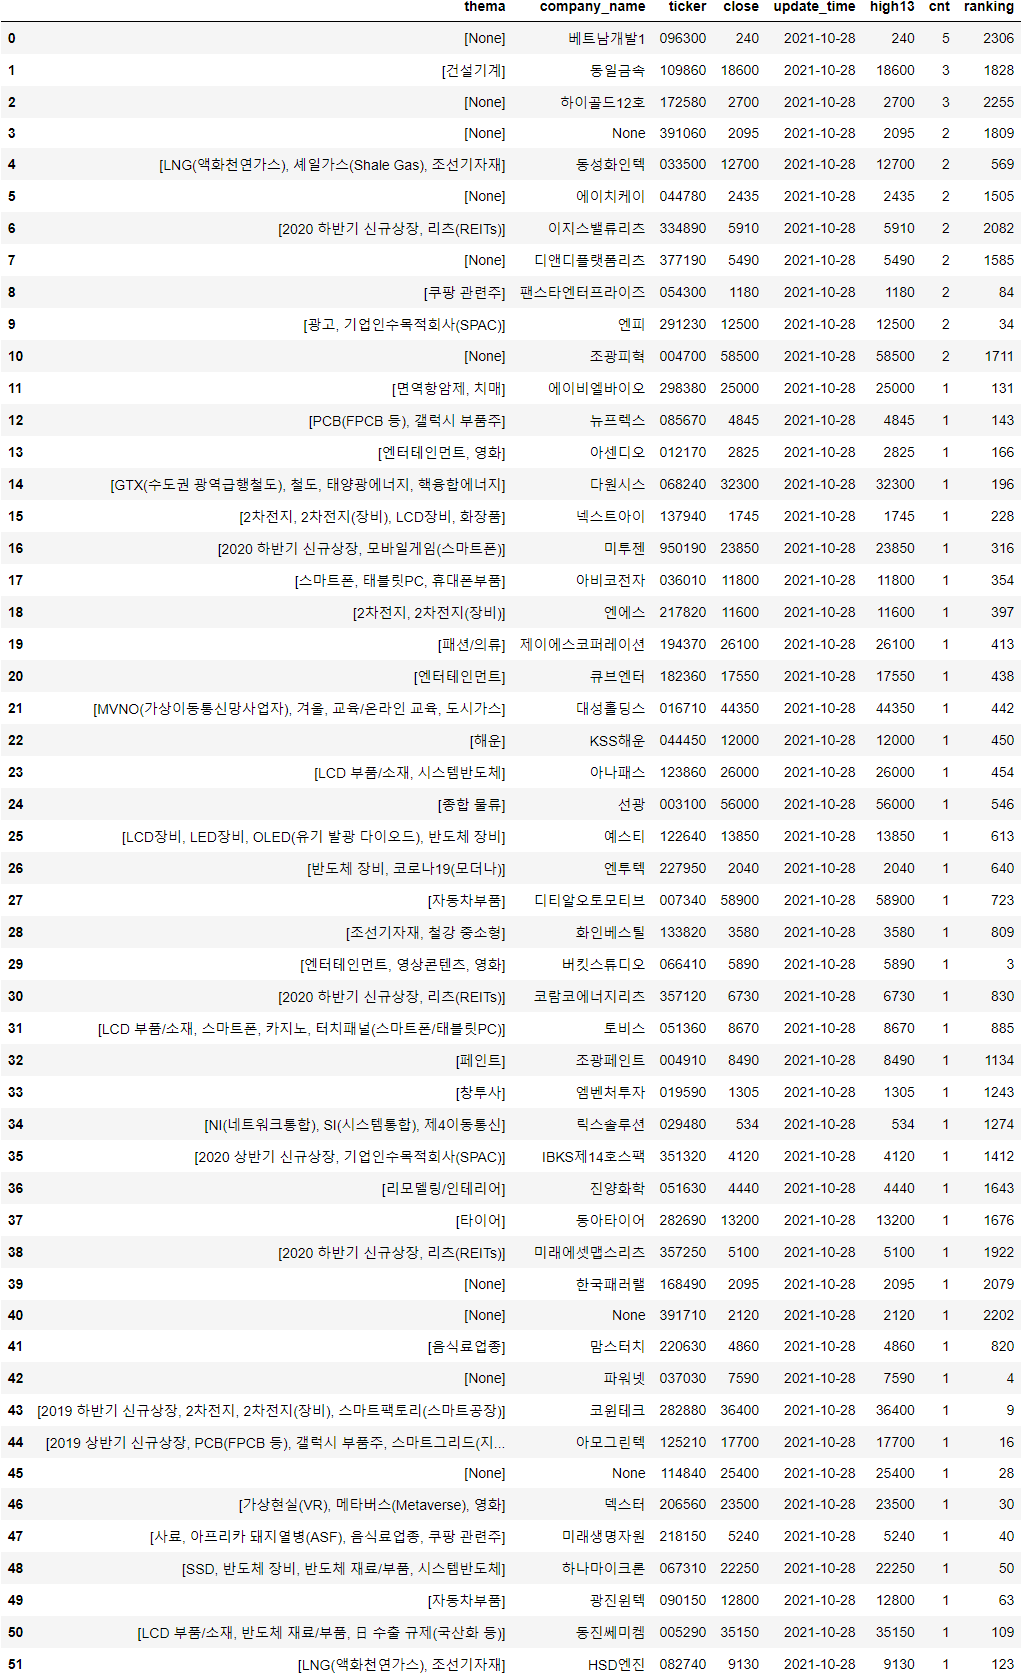 thema company_name ticker close update_time high13 cnt ranking
0 [None] 베트남개발1 096300 240 2021-10-28 240 5 2306
1 [건설기계] 동일금속 109860 18600 2021-10-28 18600 3 1828
2 [None] 하이골드12호 172580 2700 2021-10-28 2700 3 2255
3 [None] None 391060 2095 2021-10-28 2095 2 1809
4 [LNG(액화천연가스), 셰일가스(Shale Gas), 조선기자재] 동성화인텍 033500 12700 2021-10-28 12700 2 569
5 [None] 에이치케이 044780 2435 2021-10-28 2435 2 1505
6 [2020 하반기 신규상장, 리츠(REITs)] 이지스밸류리츠 334890 5910 2021-10-28 5910 2 2082
7 [None] 디앤디플랫폼리츠 377190 5490 2021-10-28 5490 2 1585
8 [쿠팡 관련주] 팬스타엔터프라이즈 054300 1180 2021-10-28 1180 2 84
9 [광고, 기업인수목적회사(SPAC)] 엔피 291230 12500 2021-10-28 12500 2 34
10 [None] 조광피혁 004700 58500 2021-10-28 58500 2 1711
11 [면역항암제, 치매] 에이비엘바이오 298380 25000 2021-10-28 25000 1 131
12 [PCB(FPCB 등), 갤럭시 부품주] 뉴프렉스 085670 4845 2021-10-28 4845 1 143
13 [엔터테인먼트, 영화] 아센디오 012170 2825 2021-10-28 2825 1 166
14 [GTX(수도권 광역급행철도), 철도, 태양광에너지, 핵융합에너지] 다원시스 068240 32300 2021-10-28 32300 1 196
15 [2차전지, 2차전지(장비), LCD장비, 화장품] 넥스트아이 137940 1745 2021-10-28 1745 1 228
16 [2020 하반기 신규상장, 모바일게임(스마트폰)] 미투젠 950190 23850 2021-10-28 23850 1 316
17 [스마트폰, 태블릿PC, 휴대폰부품] 아비코전자 036010 11800 2021-10-28 11800 1 354
18 [2차전지, 2차전지(장비)] 엔에스 217820 11600 2021-10-28 11600 1 397
19 [패션/의류] 제이에스코퍼레이션 194370 26100 2021-10-28 26100 1 413
20 [엔터테인먼트] 큐브엔터 182360 17550 2021-10-28 17550 1 438
21 [MVNO(가상이동통신망사업자), 겨울, 교육/온라인 교육, 도시가스] 대성홀딩스 016710 44350 2021-10-28 44350 1 442
22 [해운] KSS해운 044450 12000 2021-10-28 12000 1 450
23 [LCD 부품/소재, 시스템반도체] 아나패스 123860 26000 2021-10-28 26000 1 454
24 [종합 물류] 선광 003100 56000 2021-10-28 56000 1 546
25 [LCD장비, LED장비, OLED(유기 발광 다이오드), 반도체 장비] 예스티 122640 13850 2021-10-28 13850 1 613
26 [반도체 장비, 코로나19(모더나)] 엔투텍 227950 2040 2021-10-28 2040 1 640
27 [자동차부품] 디티알오토모티브 007340 58900 2021-10-28 58900 1 723
28 [조선기자재, 철강 중소형] 화인베스틸 133820 3580 2021-10-28 3580 1 809
29 [엔터테인먼트, 영상콘텐츠, 영화] 버킷스튜디오 066410 5890 2021-10-28 5890 1 3
30 [2020 하반기 신규상장, 리츠(REITs)] 코람코에너지리츠 357120 6730 2021-10-28 6730 1 830
31 [LCD 부품/소재, 스마트폰, 카지노, 터치패널(스마트폰/태블릿PC)] 토비스 051360 8670 2021-10-28 8670 1 885
32 [페인트] 조광페인트 004910 8490 2021-10-28 8490 1 1134
33 [창투사] 엠벤처투자 019590 1305 2021-10-28 1305 1 1243
34 [NI(네트워크통합), SI(시스템통합), 제4이동통신] 릭스솔루션 029480 534 2021-10-28 534 1 1274
35 [2020 상반기 신규상장, 기업인수목적회사(SPAC)] IBKS제14호스팩 351320 4120 2021-10-28 4120 1 1412
36 [리모델링/인테리어] 진양화학 051630 4440 2021-10-28 4440 1 1643
37 [타이어] 동아타이어 282690 13200 2021-10-28 13200 1 1676
38 [2020 하반기 신규상장, 리츠(REITs)] 미래에셋맵스리츠 357250 5100 2021-10-28 5100 1 1922
39 [None] 한국패러랠 168490 2095 2021-10-28 2095 1 2079
40 [None] None 391710 2120 2021-10-28 2120 1 2202
41 [음식료업종] 맘스터치 220630 4860 2021-10-28 4860 1 820
42 [None] 파워넷 037030 7590 2021-10-28 7590 1 4
43 [2019 하반기 신규상장, 2차전지, 2차전지(장비), 스마트팩토리(스마트공장)] 코윈테크 282880 36400 2021-10-28 36400 1 9
44 [2019 상반기 신규상장, PCB(FPCB 등), 갤럭시 부품주, 스마트그리드(지... 아모그린텍 125210 17700 2021-10-28 17700 1 16
45 [None] None 114840 25400 2021-10-28 25400 1 28
46 [가상현실(VR), 메타버스(Metaverse), 영화] 덱스터 206560 23500 2021-10-28 23500 1 30
47 [사료, 아프리카 돼지열병(ASF), 음식료업종, 쿠팡 관련주] 미래생명자원 218150 5240 2021-10-28 5240 1 40
48 [SSD, 반도체 장비, 반도체 재료/부품, 시스템반도체] 하나마이크론 067310 22250 2021-10-28 22250 1 50
49 [자동차부품] 광진윈텍 090150 12800 2021-10-28 12800 1 63
50 [LCD 부품/소재, 반도체 재료/부품, 日 수출 규제(국산화 등)] 동진쎄미켐 005290 35150 2021-10-28 35150 1 109
51 [LNG(액화천연가스), 조선기자재] HSD엔진 082740 9130 2021-10-28 9130 1 123